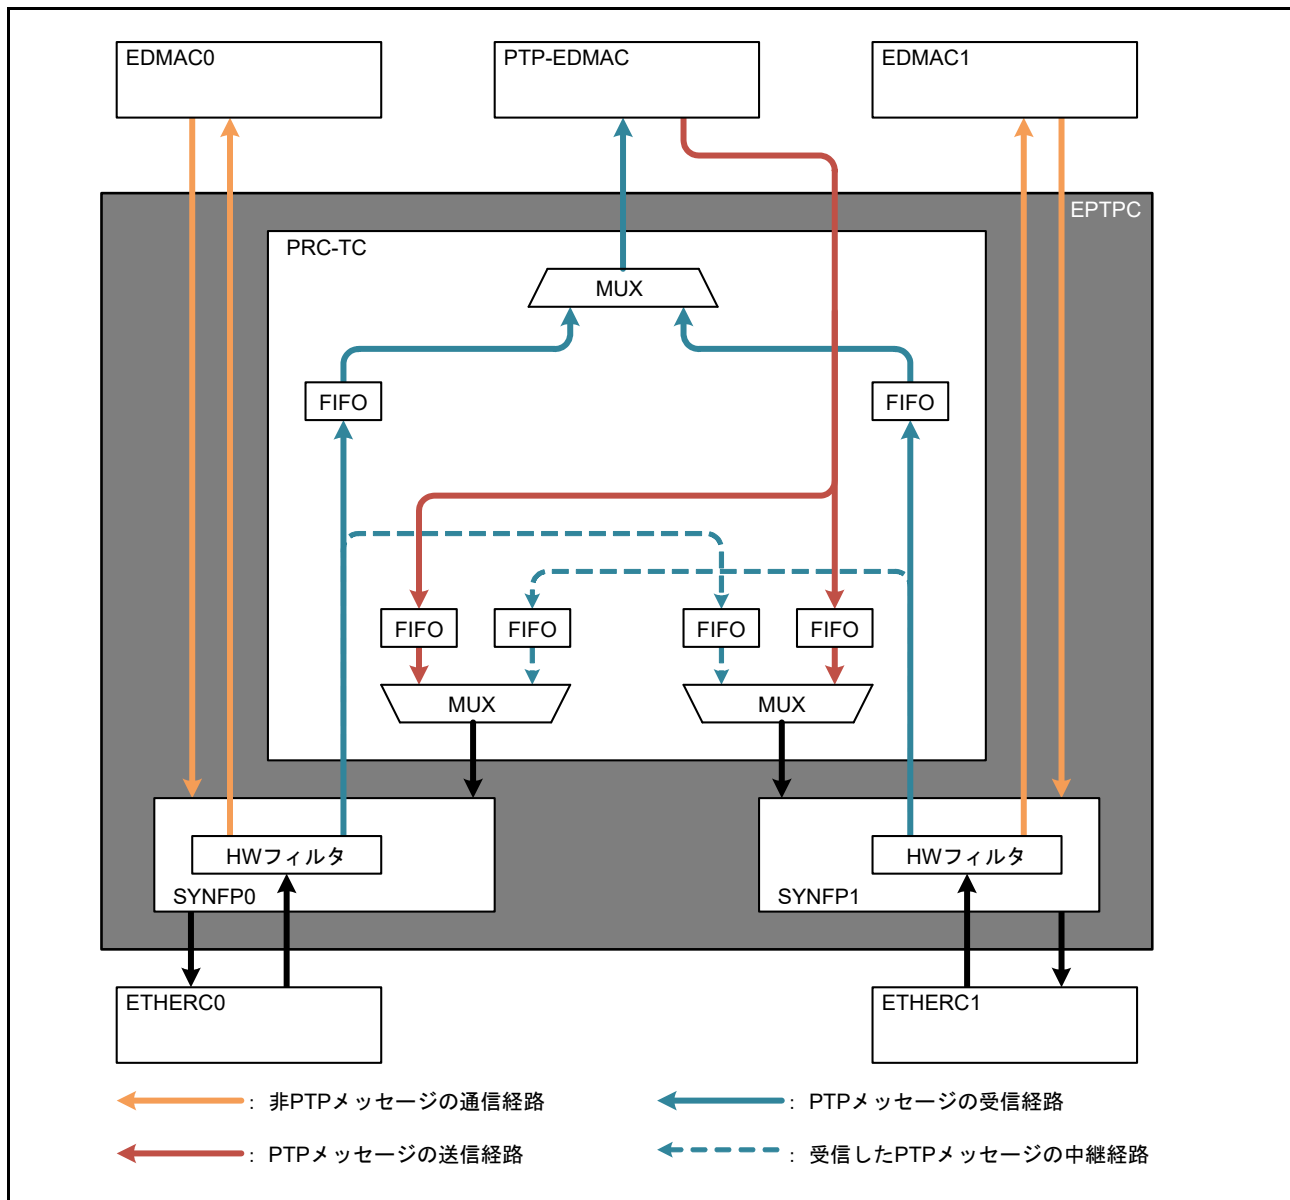 EDMAC0
PTP-EDMAC
EDMAC1
EPTPC
PRC-TC
MUX
FIFO
FIFO
FIFO
FIFO
FIFO
FIFO
MUX
MUX
HWフィルタ
HWフィルタ
SYNFP0
SYNFP1
ETHERC0
ETHERC1
: 非PTPメッセージの通信経路
: PTPメッセージの受信経路
: PTPメッセージの送信経路
: 受信したPTPメッセージの中継経路